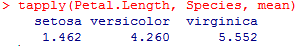 > tapply(Petal.Length, Species, mean)
setosa versicolor virginica
1.462 4.260 5.552